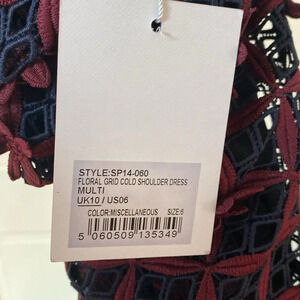 STYLE:SP14-060
FLORAL GRID COLD SHOULDER DRESS
MULTI
UK10 / US06
COLOR:MISCELLANEOUS SIZE:6
5 060509 135349